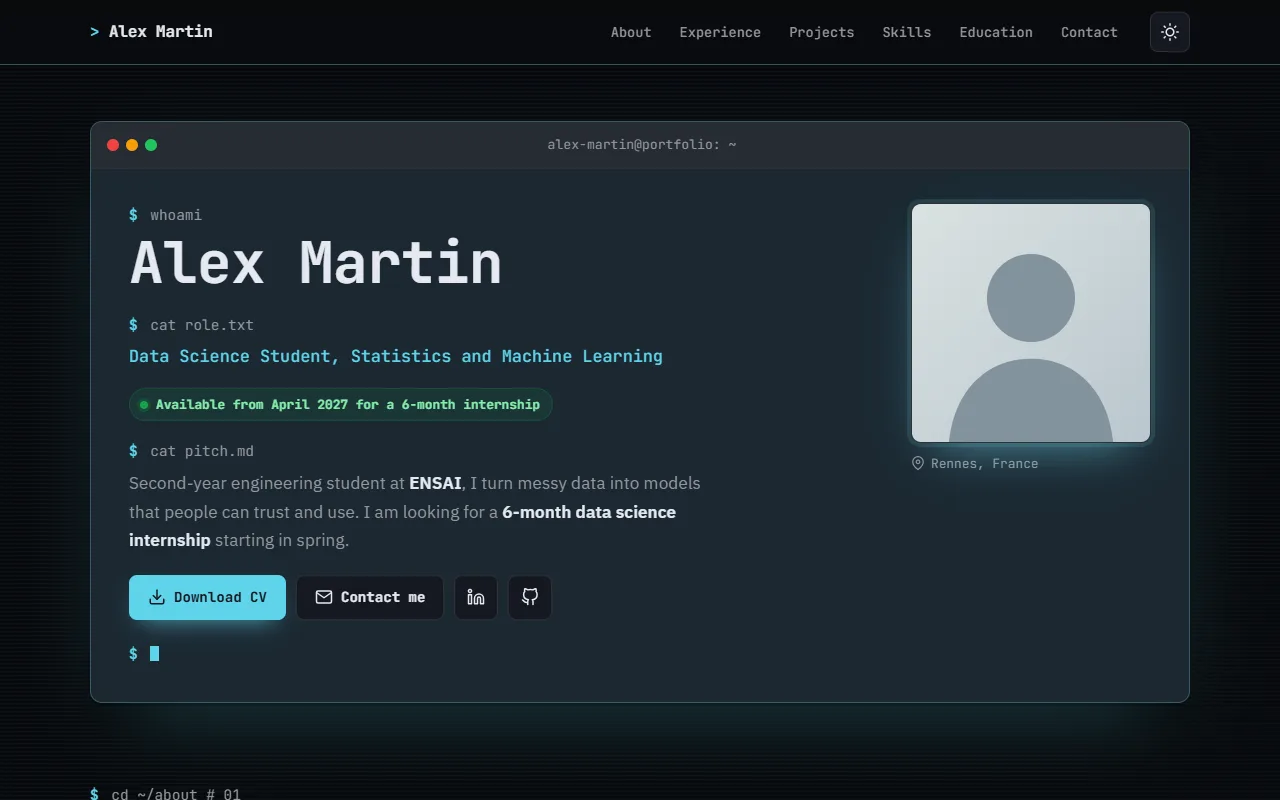 > Alex Martin
About Experience Projects Skills Education Contact
alex-martin@portfolio: ~
$ whoami
Alex Martin
$ cat role.txt
Data Science Student, Statistics and Machine Learning
Available from April 2027 for a 6-month internship
$ cat pitch.md
Second-year engineering student at ENSAI, I turn messy data into models
that people can trust and use. I am looking for a 6-month data science
internship starting in spring.
Rennes, France
Download CV Contact me
$
$ cd ~/about # 01